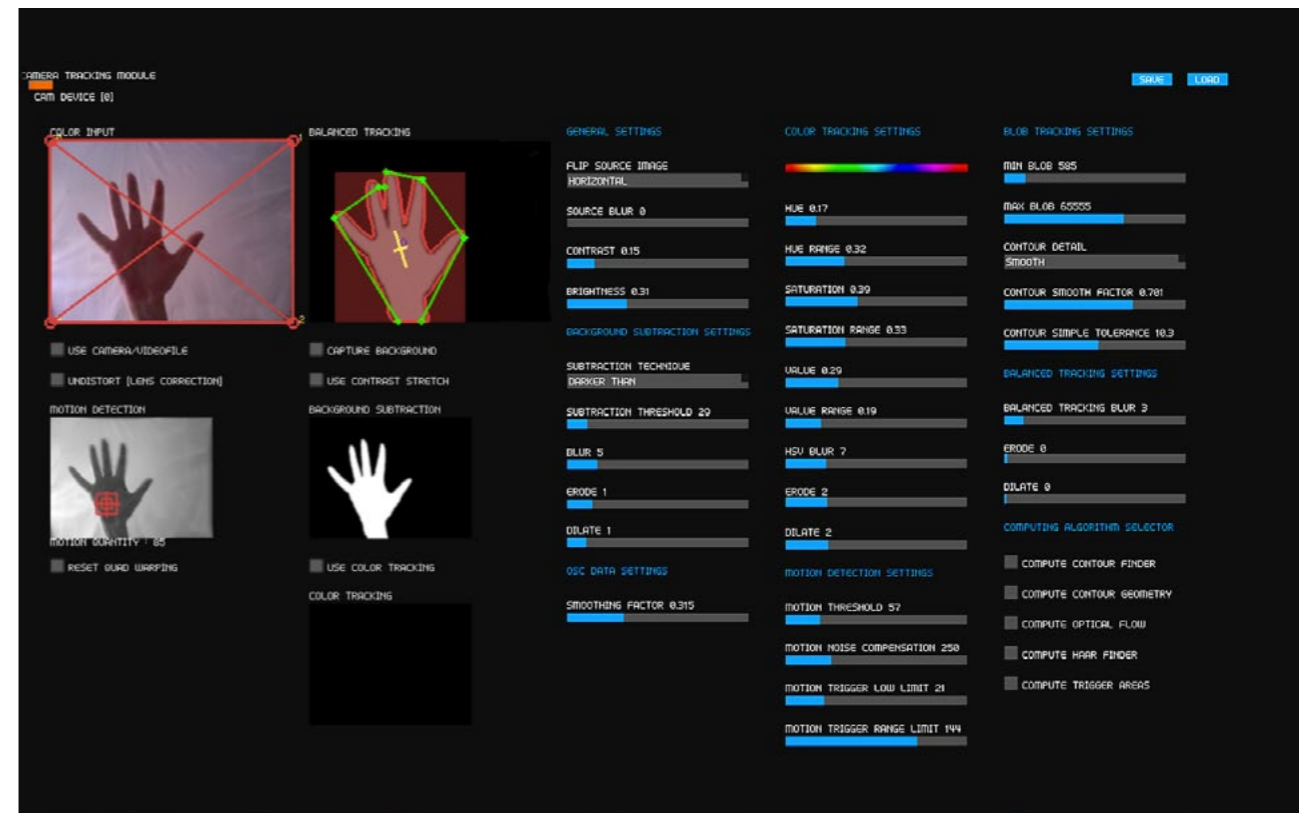 CAMERA TRACKING MODULE
SAVE
LOAD
CAM DEVICE [0]
COLOR INPUT
1
2
USE CAMERA/VIDEOFILE
UNDISTORT [LENS CORRECTION]
MOTION DETECTION
MOTION QUANTITY : 85
RESET QUAD WARPING
BALANCED TRACKING
CAPTURE BACKGROUND
USE CONTRAST STRETCH
BACKGROUND SUBTRACTION
USE COLOR TRACKING
COLOR TRACKING
GENERAL SETTINGS
FLIP SOURCE IMAGE
HORIZONTAL
SOURCE BLUR 0
CONTRAST 0.15
BRIGHTNESS 0.31
BACKGROUND SUBTRACTION SETTINGS
SUBTRACTION TECHNIQUE
DARKER THAN
SUBTRACTION THRESHOLD 29
BLUR 5
ERODE 1
DILATE 1
OSC DATA SETTINGS
SMOOTHING FACTOR 0.315
COLOR TRACKING SETTINGS
HUE 0.17
HUE RANGE 0.32
SATURATION 0.39
SATURATION RANGE 0.33
VALUE 0.29
VALUE RANGE 0.19
HSV BLUR 7
ERODE 2
DILATE 2
MOTION DETECTION SETTINGS
MOTION THRESHOLD 57
MOTION NOISE COMPENSATION 250
MOTION TRIGGER LOW LIMIT 21
MOTION TRIGGER RANGE LIMIT 144
BLOB TRACKING SETTINGS
MIN BLOB 585
MAX BLOB 65555
CONTOUR DETAIL
SMOOTH
CONTOUR SMOOTH FACTOR 0.701
CONTOUR SIMPLE TOLERANCE 10.3
BALANCED TRACKING SETTINGS
BALANCED TRACKING BLUR 3
ERODE 0
DILATE 0
COMPUTING ALGORITHM SELECTOR
COMPUTE CONTOUR FINDER
COMPUTE CONTOUR GEOMETRY
COMPUTE OPTICAL FLOW
COMPUTE HAAR FINDER
COMPUTE TRIGGER AREAS